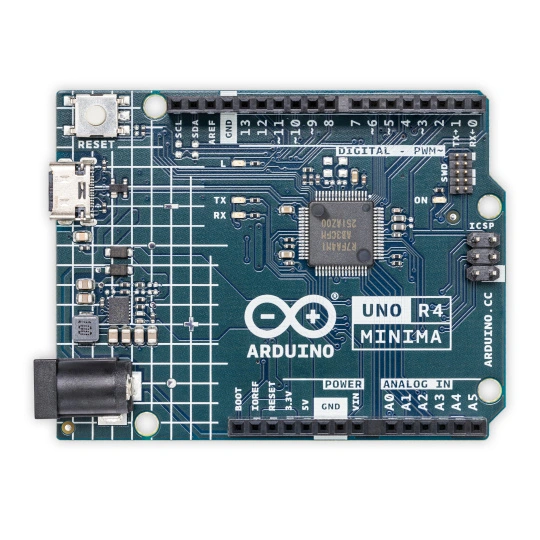 RESET
SCL
SDA
AREF
GND
13
12
~11
~10
~9
8
7
~6
~5
4
~3
2
TX→1
RX←0
DIGITAL - PWM~
L
TX
RX
SWD
ON
ICSP
R7FA4M1
AB3CFM
251AZ00
®
UNO R4
MINIMA
ARDUINO
ARDUINO.CC
POWER
ANALOG IN
BOOT
IOREF
RESET
3.3V
5V
GND
VIN
A0
A1
A2
A3
A4
A5